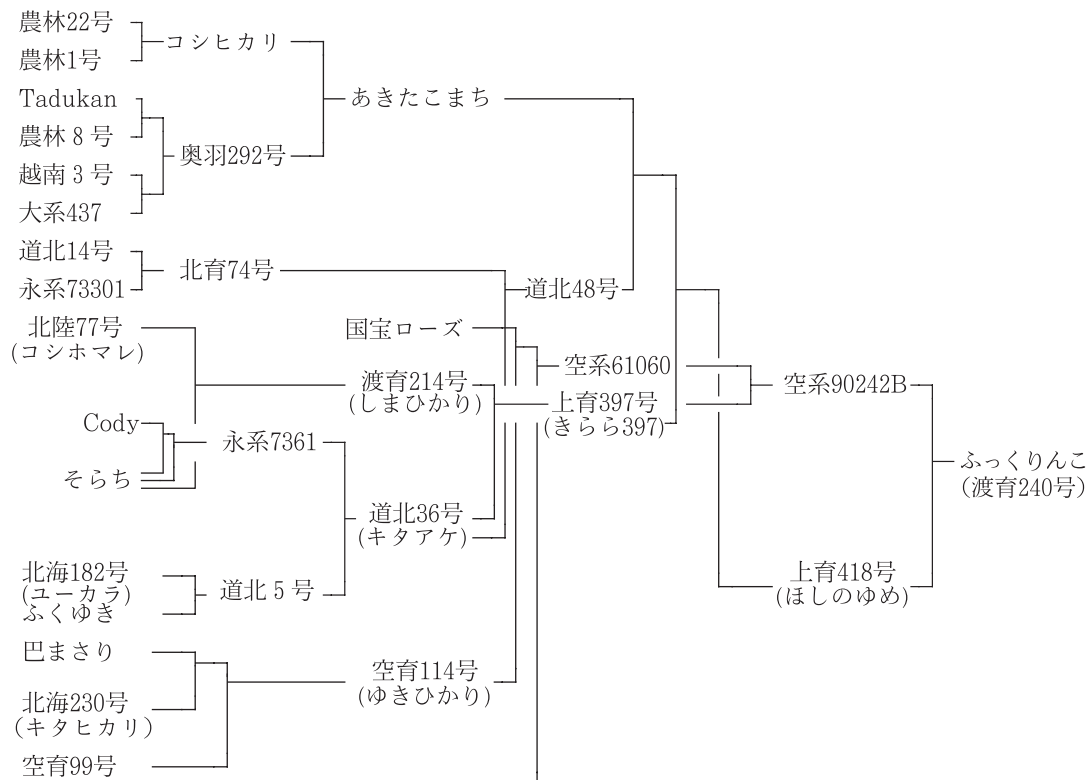 農林22号
コシヒカリ
農林1号
Tadukan
あきたこまち
農林8号
奥羽292号
越南3号
大系437
道北14号
北育74号
永系73301
道北48号
北陸77号
(コシホマレ)
国宝ローズ
空系61060
渡育214号
(しまひかり)
空系90242B
上育397号
(きらら397)
Cody
永系7361
そらち
ふっくりんこ
(渡育240号)
道北36号
(キタアケ)
北海182号
(ユーカラ)
ふくゆき
道北5号
上育418号
(ほしのゆめ)
巴まさり
空育114号
(ゆきひかり)
北海230号
(キタヒカリ)
空育99号